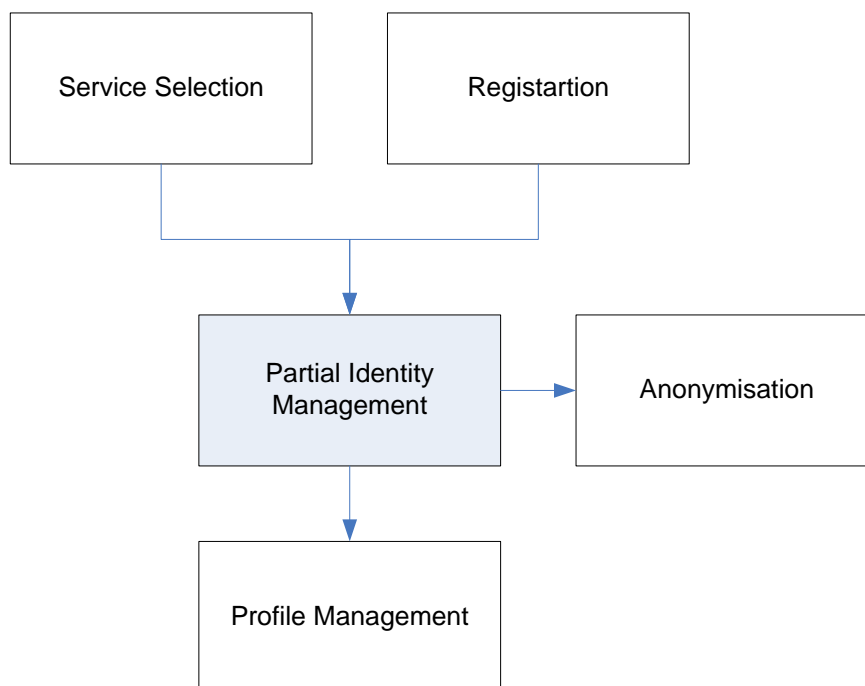 Service Selection
Registartion
Partial Identity
Management
Anonymisation
Profile Management